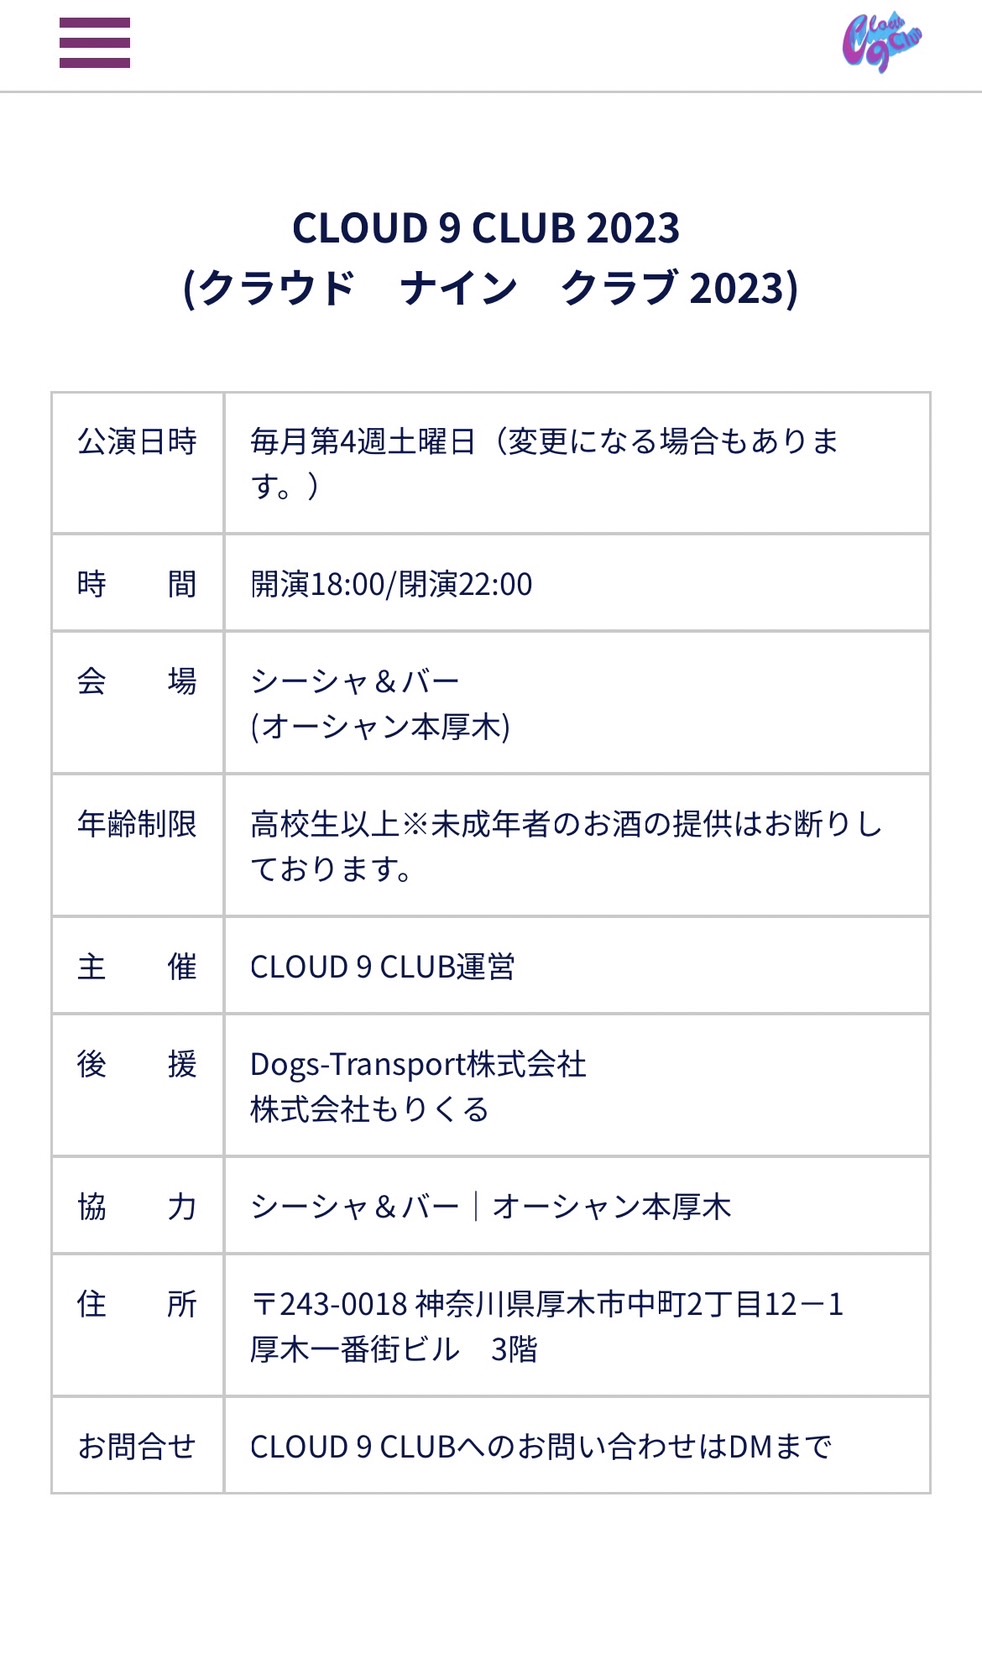 Cloud
9 Club
CLOUD 9 CLUB 2023
(クラウド　ナイン　クラブ 2023)
公演日時
毎月第4週土曜日（変更になる場合もありま
す。）
時　　間
開演18:00/閉演22:00
会　　場
シーシャ＆バー
(オーシャン本厚木)
年齢制限
高校生以上※未成年者のお酒の提供はお断りし
ております。
主　　催
CLOUD 9 CLUB運営
後　　援
Dogs-Transport株式会社
株式会社もりくる
協　　力
シーシャ＆バー｜オーシャン本厚木
住　　所
〒243-0018 神奈川県厚木市中町2丁目12－1
厚木一番街ビル　3階
お問合せ
CLOUD 9 CLUBへのお問い合わせはDMまで